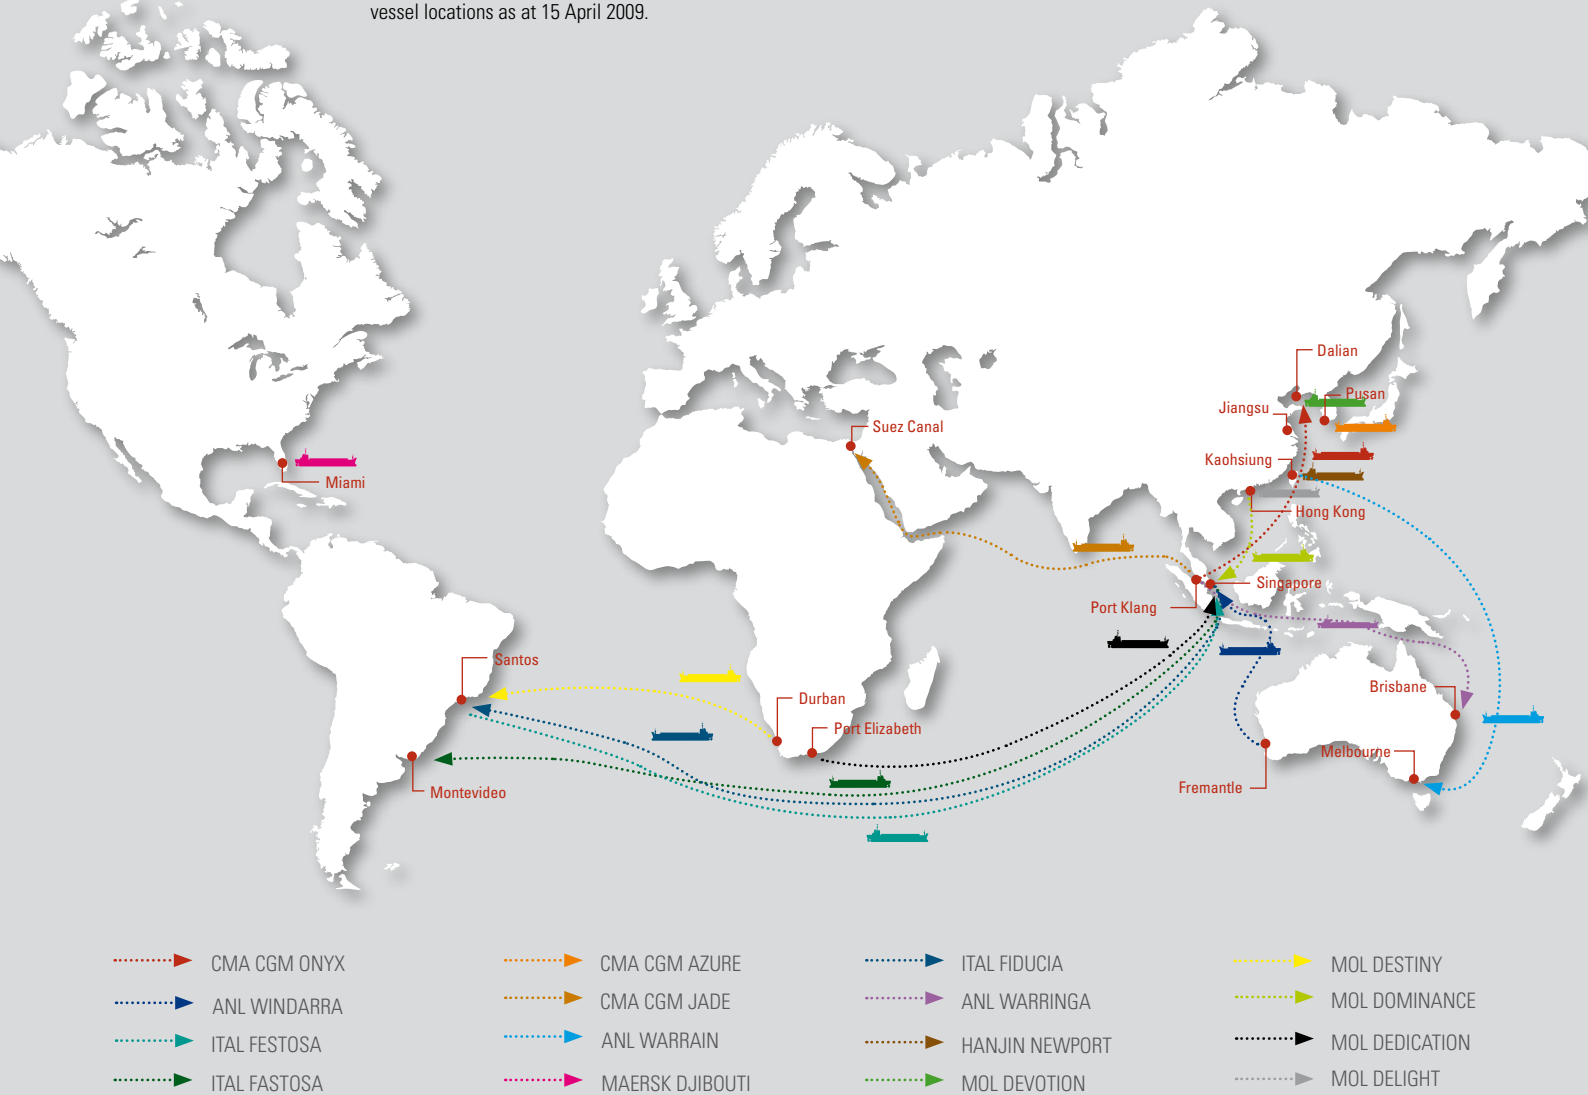 vessel locations as at 15 April 2009.
Dalian
Pusan
Jiangsu
Suez Canal
Kaohsiung
Miami
Hong Kong
Singapore
Port Klang
Santos
Brisbane
Durban
Port Elizabeth
Melbourne
Fremantle
Montevideo
CMA CGM ONYX
CMA CGM AZURE
ITAL FIDUCIA
MOL DESTINY
ANL WINDARRA
CMA CGM JADE
ANL WARRINGA
MOL DOMINANCE
ITAL FESTOSA
ANL WARRAIN
HANJIN NEWPORT
MOL DEDICATION
ITAL FASTOSA
MAERSK DJIBOUTI
MOL DEVOTION
MOL DELIGHT